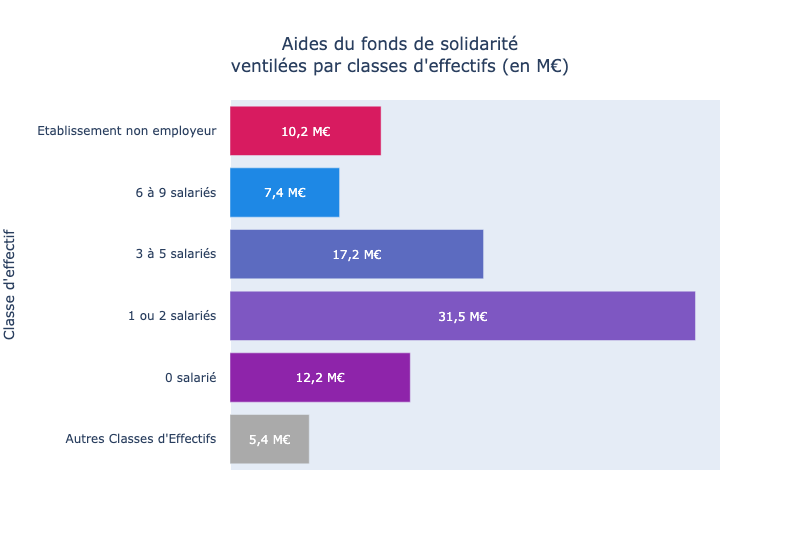 Aides du fonds de solidarité
ventilées par classes d'effectifs (en M€)
Classe d'effectif
Etablissement non employeur
10,2 M€
6 à 9 salariés
7,4 M€
3 à 5 salariés
17,2 M€
1 ou 2 salariés
31,5 M€
0 salarié
12,2 M€
Autres Classes d'Effectifs
5,4 M€